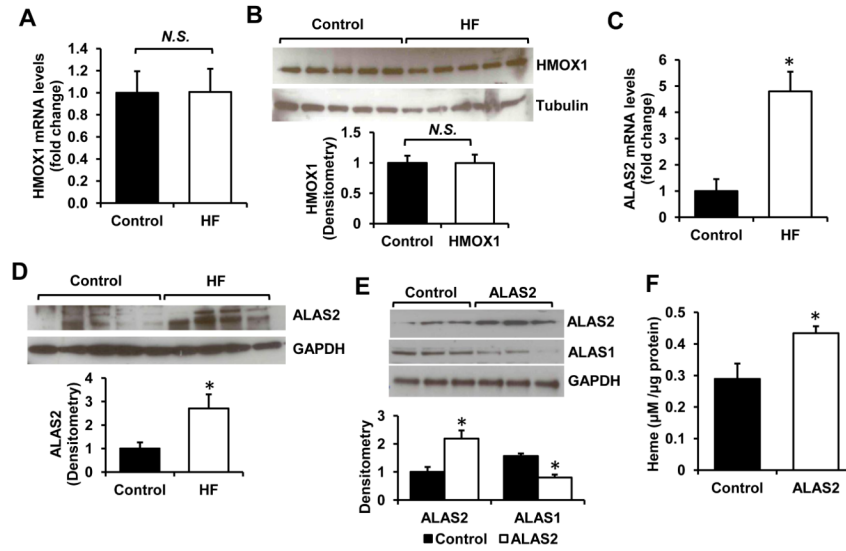 A
N.S.
HMOX1 mRNA levels
(fold change)
1.4
1.2
1.0
0.8
0.6
0.4
0.2
0.0
Control
HF
B
Control
HF
HMOX1
Tubulin
N.S.
HMOX1
(Densitometry)
1.5
1
0.5
0
Control
HMOX1
C
ALAS2 mRNA levels
(fold change)
6
5
4
3
2
1
0
*
Control
HF
D
Control
HF
ALAS2
GAPDH
ALAS2
(Densitometry)
4
3
2
1
0
*
Control
HF
E
Control
ALAS2
ALAS2
ALAS1
GAPDH
Densitometry
3
2
1
0
*
*
ALAS2
ALAS1
Control
ALAS2
F
Heme (μM /μg protein)
0.5
0.4
0.3
0.2
0.1
0
*
Control
ALAS2